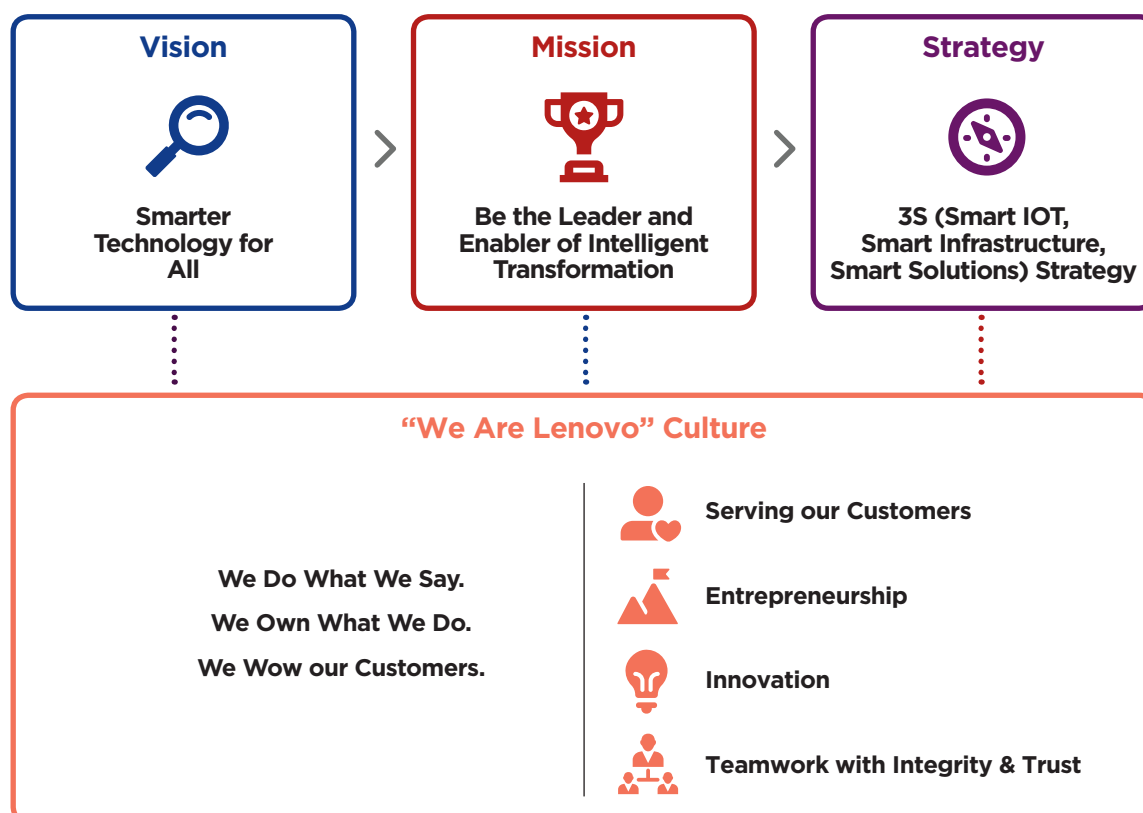 Vision
Smarter
Technology for
All
Mission
Be the Leader and
Enabler of Intelligent
Transformation
Strategy
3S (Smart IOT,
Smart Infrastructure,
Smart Solutions) Strategy
“We Are Lenovo” Culture
We Do What We Say.
We Own What We Do.
We Wow our Customers.
Serving our Customers
Entrepreneurship
Innovation
Teamwork with Integrity & Trust